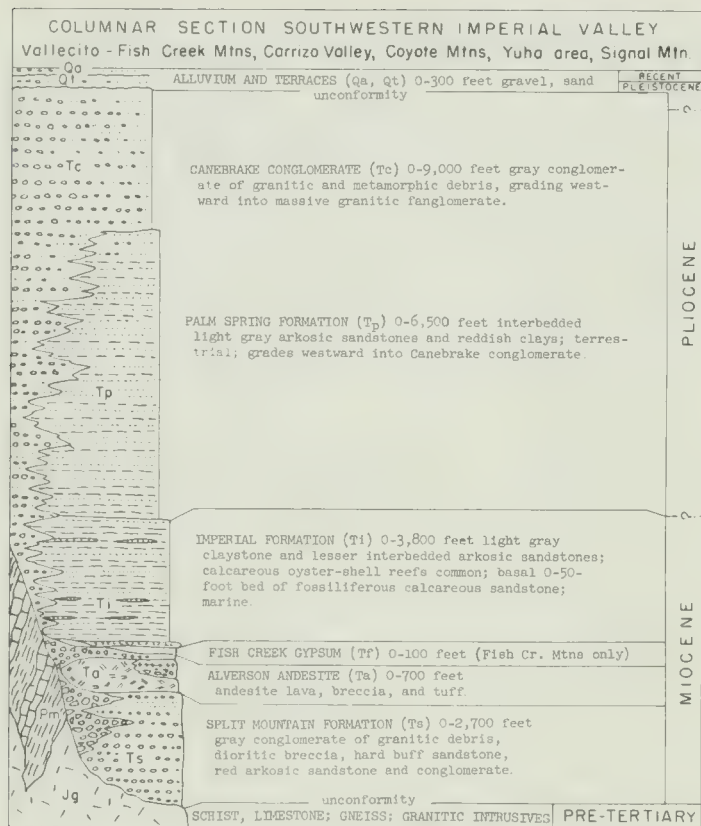 COLUMNAR SECTION SOUTHWESTERN IMPERIAL VALLEY
Vallecito - Fish Creek Mtns, Carrizo Valley, Coyote Mtns, Yuha area, Signal Mtn.
Qa
Qt
ALLUVIUM AND TERRACES (Qa, Qt) 0-300 feet gravel, sand
unconformity
RECENT
PLEISTOCENE
?
Tc
CANEBRAKE CONGLOMERATE (Tc) 0-9,000 feet gray conglomer-
ate of granitic and metamorphic debris, grading west-
ward into massive granitic fanglomerate.
PLIOCENE
PALM SPRING FORMATION (Tp) 0-6,500 feet interbedded
light gray arkosic sandstones and reddish clays; terres-
trial; grades westward into Canebrake conglomerate.
Tp
?
IMPERIAL FORMATION (Ti) 0-3,800 feet light gray
claystone and lesser interbedded arkosic sandstones;
calcareous oyster-shell reefs common; basal 0-50-
foot bed of fossiliferous calcareous sandstone;
marine.
Ti
MIOCENE
FISH CREEK GYPSUM (Tf) 0-100 feet (Fish Cr. Mtns only)
Ta
ALVERSON ANDESITE (Ta) 0-700 feet
andesite lava, breccia, and tuff.
Pm
SPLIT MOUNTAIN FORMATION (Ts) 0-2,700 feet
gray conglomerate of granitic debris,
dioritic breccia, hard buff sandstone,
red arkosic sandstone and conglomerate.
Ts
Jg
unconformity
SCHIST, LIMESTONE; GNEISS; GRANITIC INTRUSIVES
PRE-TERTIARY